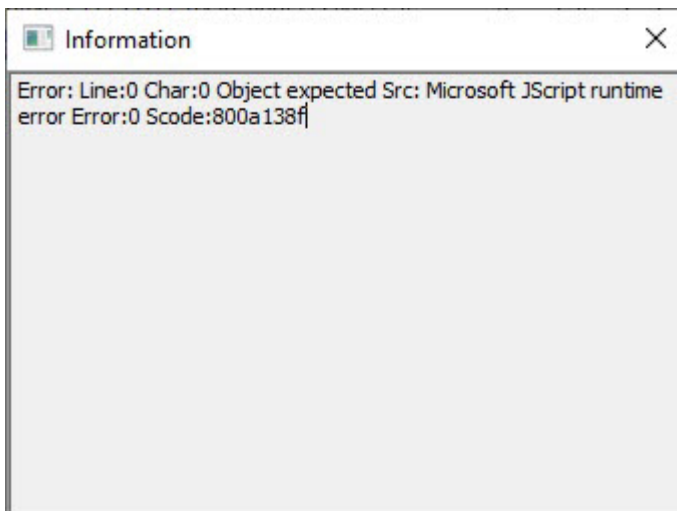 Information
Error: Line:0 Char:0 Object expected Src: Microsoft JScript runtime
error Error:0 Scode:800a138f